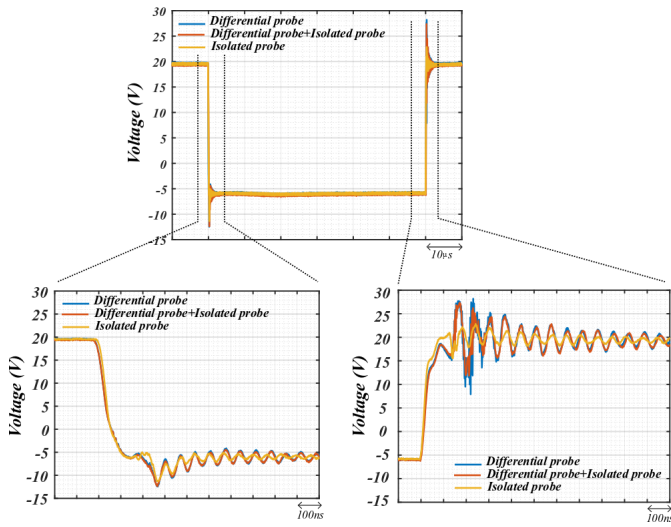 30
25
20
15
10
5
0
-5
-10
-15
Voltage (V)
Differential probe
Differential probe+Isolated probe
Isolated probe
10μs
30
25
20
15
10
5
0
-5
-10
-15
Voltage (V)
Differential probe
Differential probe+Isolated probe
Isolated probe
100ns
30
25
20
15
10
5
0
-5
-10
-15
Voltage (V)
Differential probe
Differential probe+Isolated probe
Isolated probe
100ns